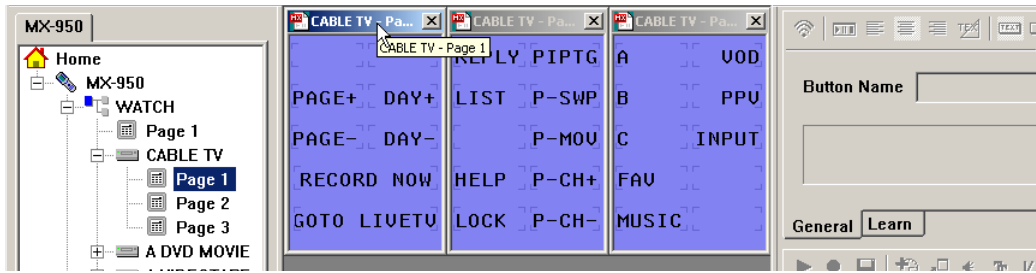 MX-950
Home
MX-950
WATCH
Page 1
CABLE TV
Page 1
Page 2
Page 3
A DVD MOVIE
CABLE TV - Pa...
CABLE TV - Page 1
PAGE+ DAY+
PAGE- DAY-
RECORD NOW
GOTO LIVETV
CABLE TV - Pa...
REPLY PIPTG
LIST P-SWP
P-MOV
HELP P-CH+
LOCK P-CH-
CABLE TV - Pa...
A VOD
B PPV
C INPUT
FAV
MUSIC
TEXT
Button Name
General Learn